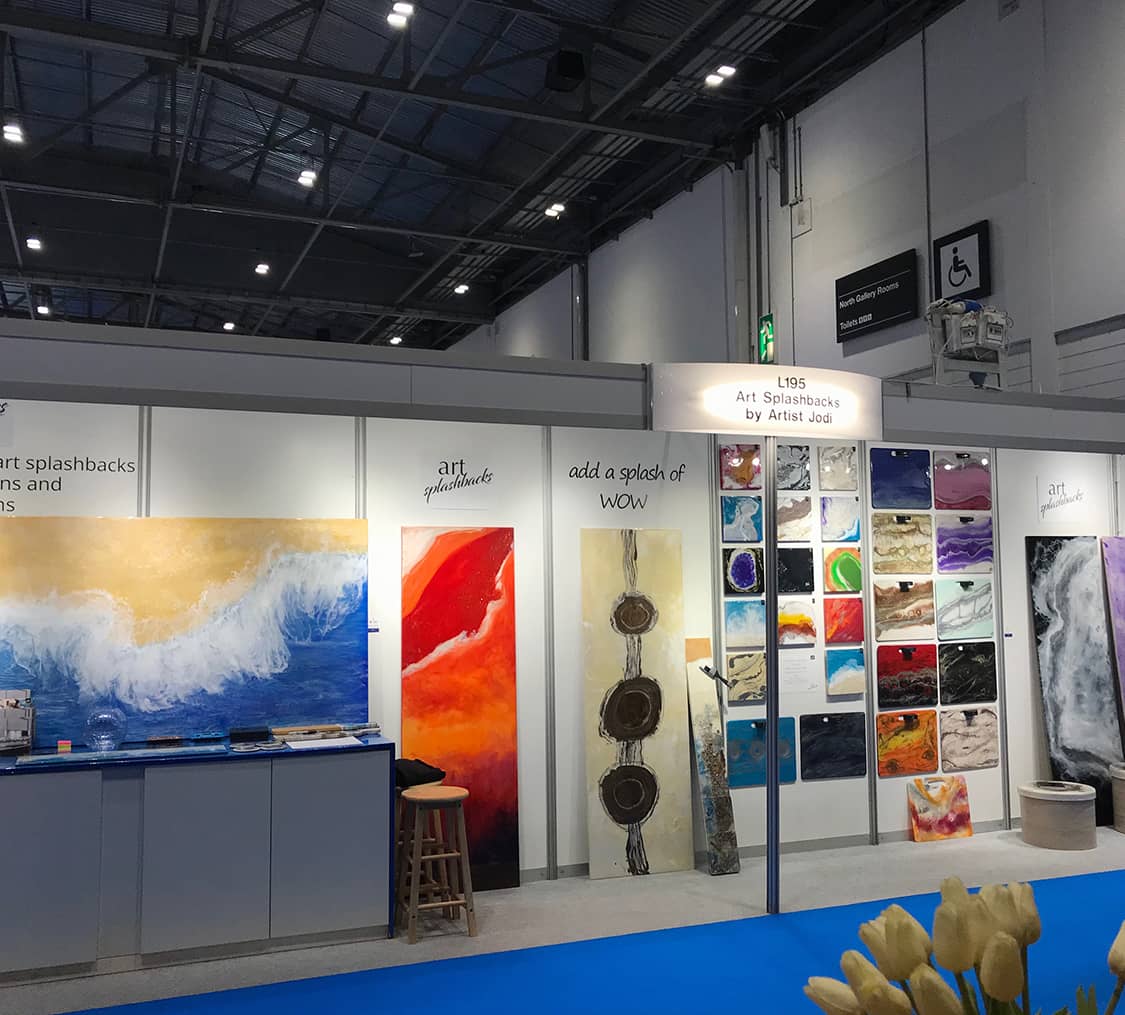 North Gallery Rooms
Toilets
L195
Art Splashbacks
by Artist Jodi
art splashbacks
ns and
ns
art
splashbacks
add a splash of
WOW
art
splashbacks